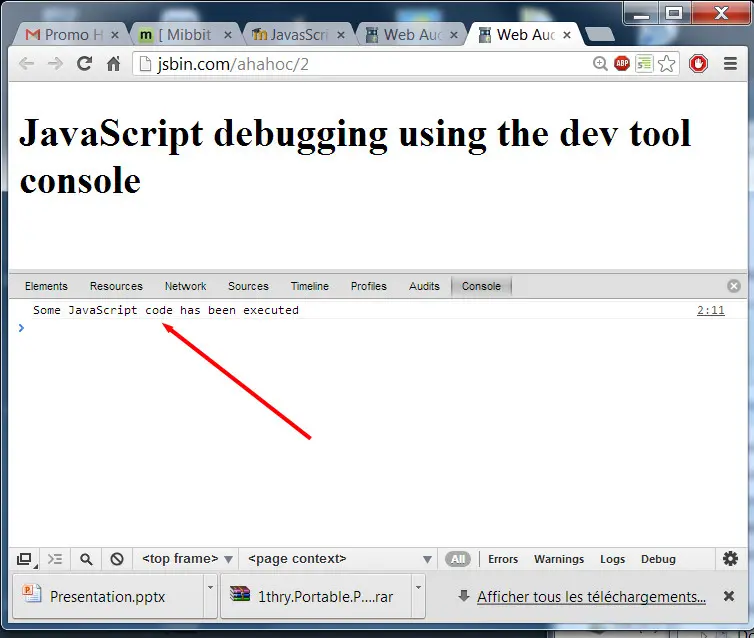 Promo H
m [ Mibbit
JavasScri
Web Aud
Web Aud
jsbin.com/ahahoc/2
ABP
JavaScript debugging using the dev tool
console
Elements Resources Network Sources Timeline Profiles Audits Console
Some JavaScript code has been executed 2:11
<top frame> <page context> All Errors Warnings Logs Debug
Presentation.pptx 1thry.Portable.P....rar Afficher tous les téléchargements...